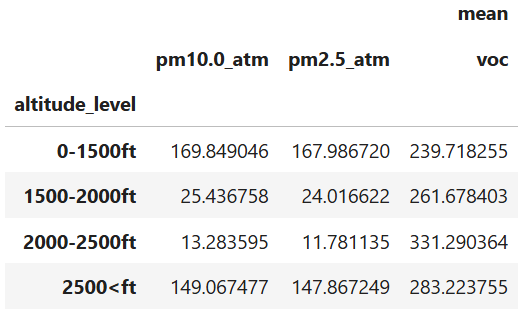 mean
pm10.0_atm pm2.5_atm voc
altitude_level
0-1500ft 169.849046 167.986720 239.718255
1500-2000ft 25.436758 24.016622 261.678403
2000-2500ft 13.283595 11.781135 331.290364
2500<ft 149.067477 147.867249 283.223755